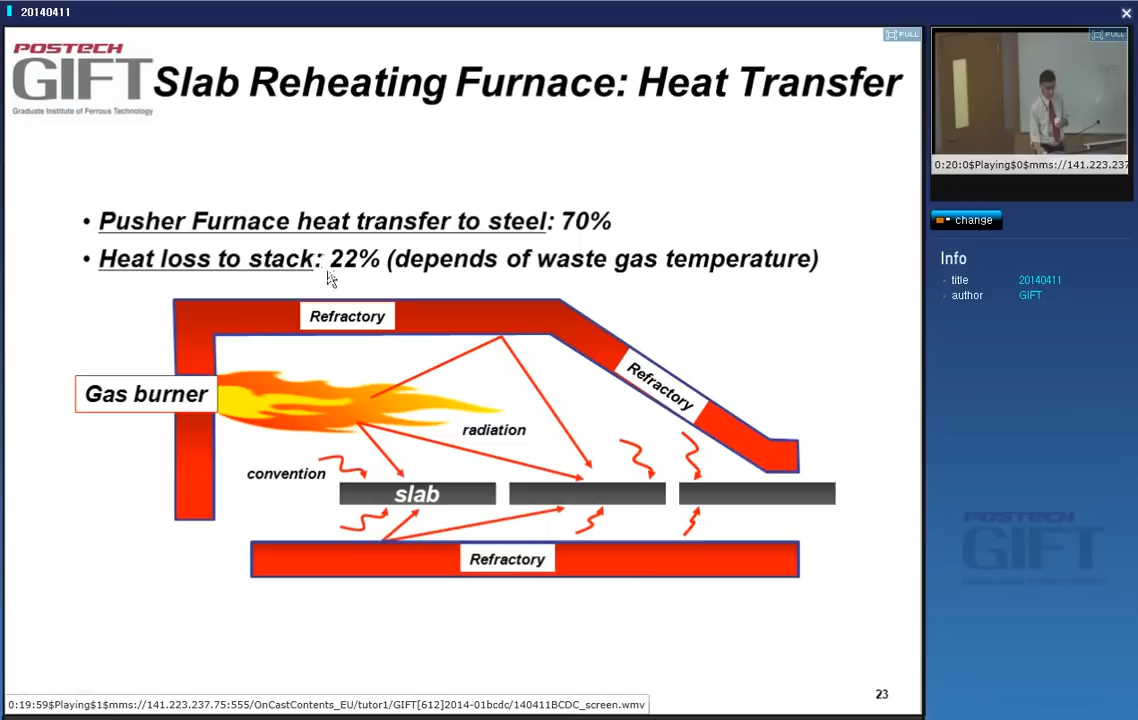 20140411
POSTECH
GIFT
Graduate Institute of Ferrous Technology
Slab Reheating Furnace: Heat Transfer
FULL
FULL
0:20:0$Playing$0$mms://141.223.237
change
Info
title 20140411
author GIFT
• Pusher Furnace heat transfer to steel: 70%
• Heat loss to stack: 22% (depends of waste gas temperature)
Refractory
Refractory
Gas burner
radiation
convention
slab
Refractory
POSTECH
GIFT
23
0:19:59$Playing$1$mms://141.223.237.75:555/OnCastContents_EU/tutor1/GIFT[612]2014-01bcdc/140411BCDC_screen.wmv